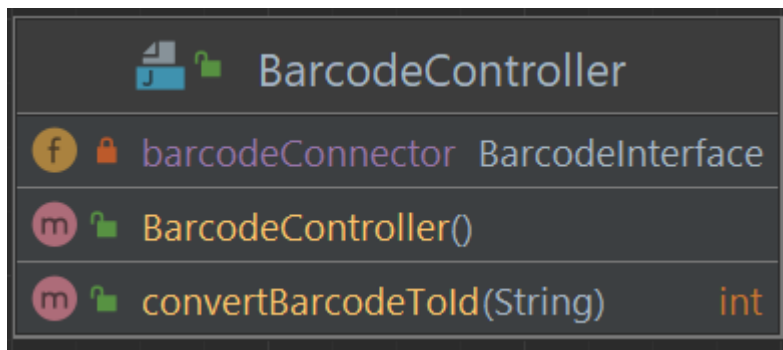 J BarcodeController
f barcodeConnector BarcodeInterface
m BarcodeController()
m convertBarcodeToId(String) int